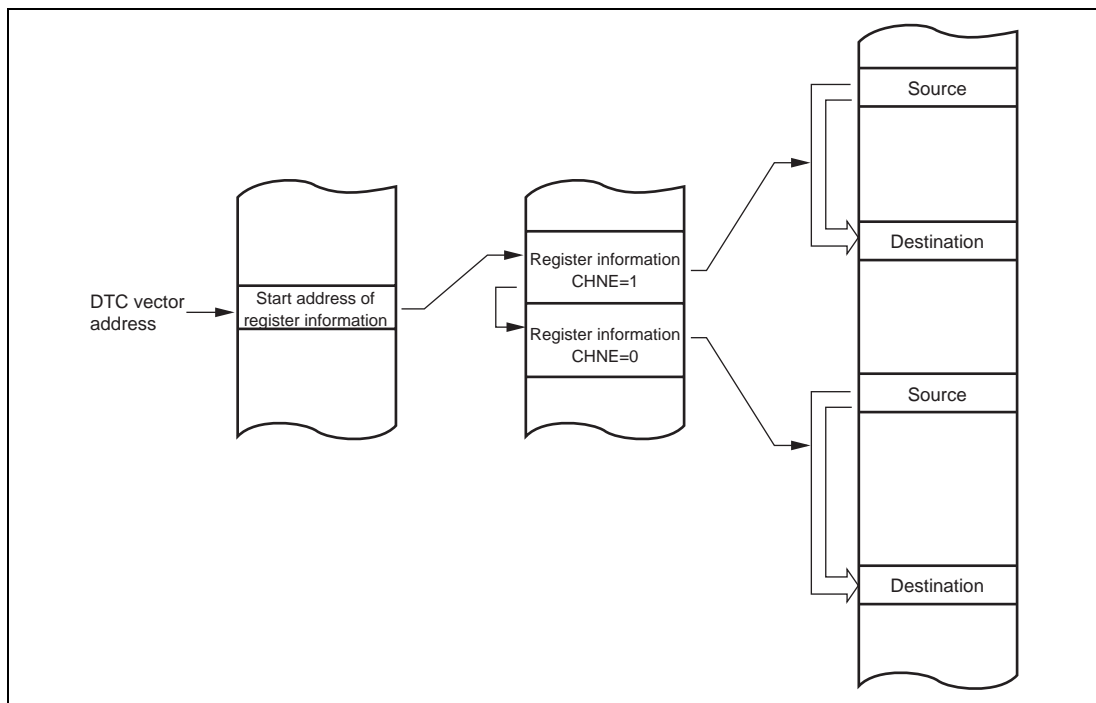 DTC vector
address
Start address of
register information
Register information
CHNE=1
Register information
CHNE=0
Source
Destination
Source
Destination